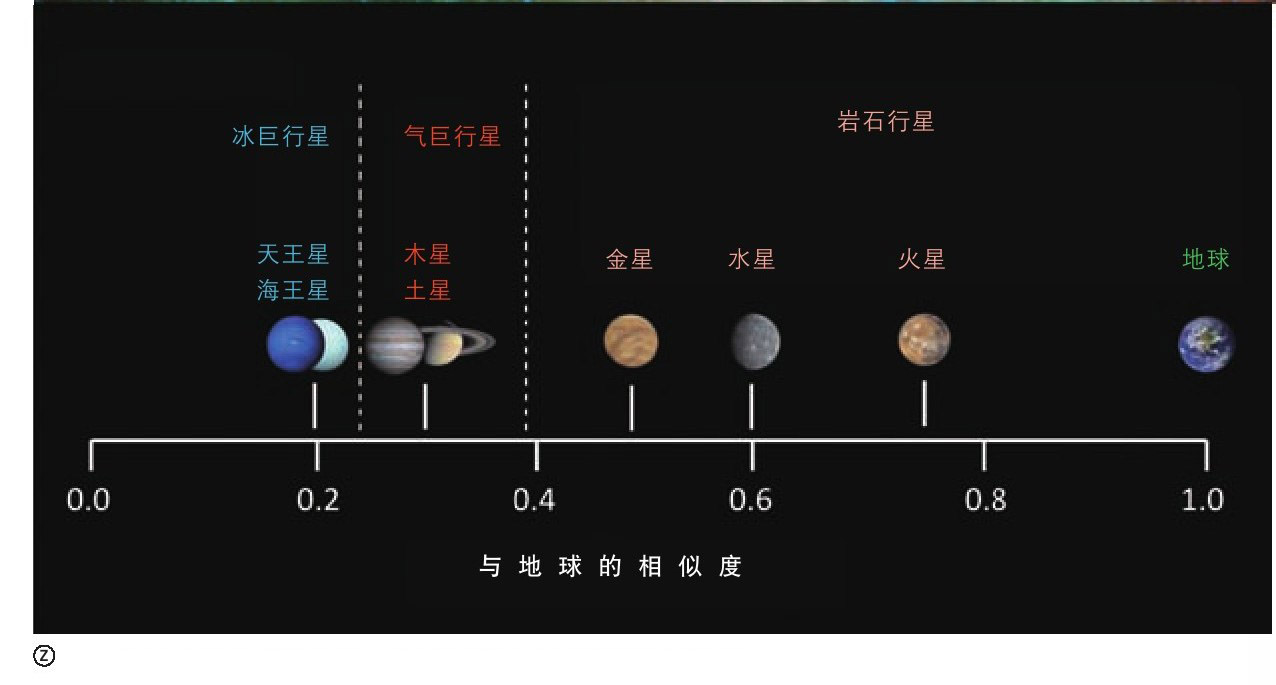 冰巨行星
气巨行星
岩石行星
天王星
海王星
木星
土星
金星
水星
火星
地球
0.0
0.2
0.4
0.6
0.8
1.0
与地球的相似度
Ⓩ